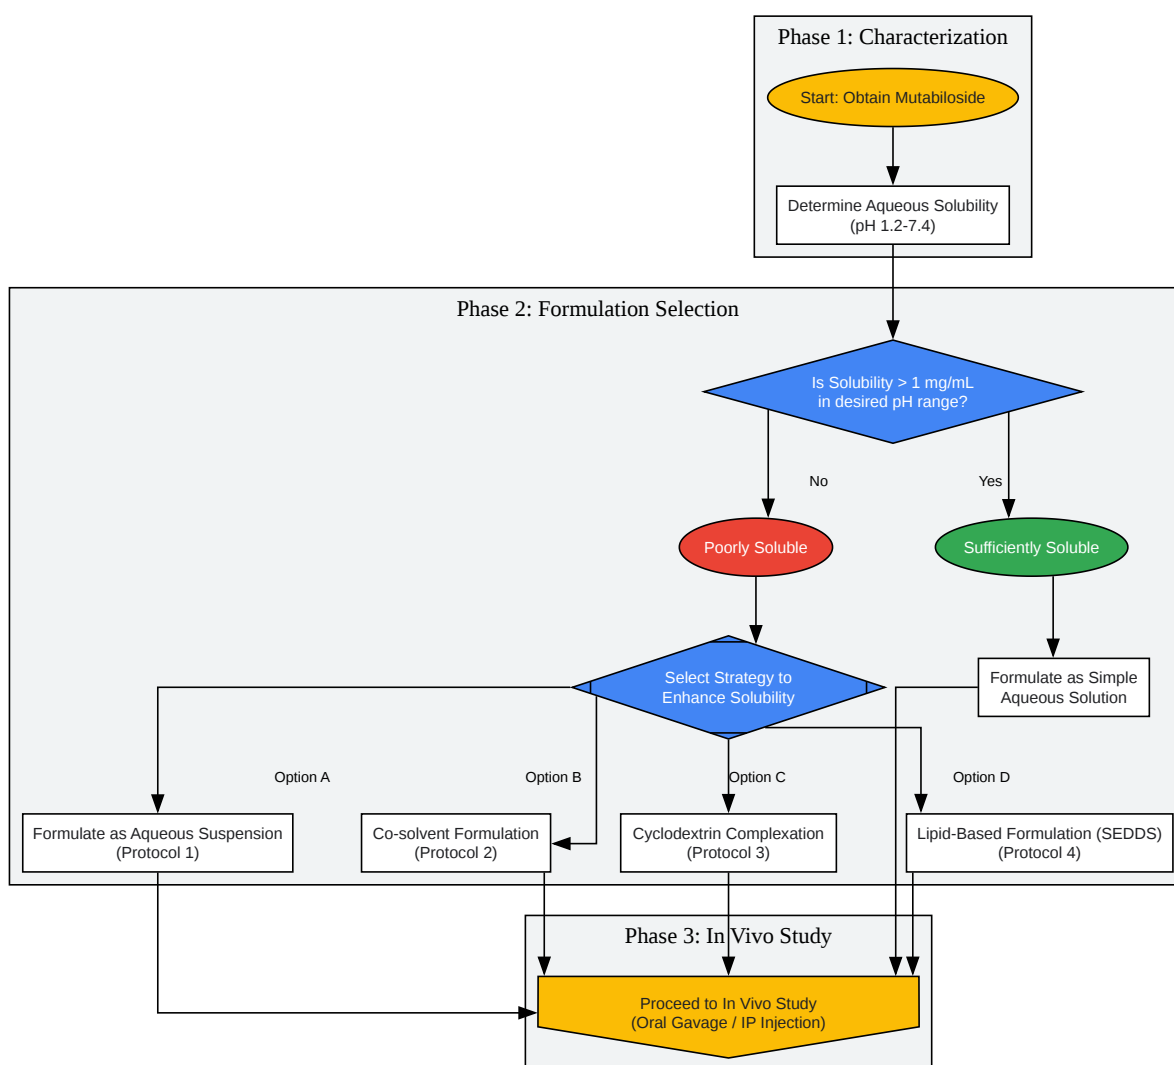 Phase 1: Characterization
Start: Obtain Mutabiloside
Determine Aqueous Solubility
(pH 1.2-7.4)
Phase 2: Formulation Selection
Is Solubility > 1 mg/mL
in desired pH range?
No
Yes
Poorly Soluble
Sufficiently Soluble
Select Strategy to
Enhance Solubility
Formulate as Simple
Aqueous Solution
Option A
Option B
Option C
Option D
Formulate as Aqueous Suspension
(Protocol 1)
Co-solvent Formulation
(Protocol 2)
Cyclodextrin Complexation
(Protocol 3)
Lipid-Based Formulation (SEDDS)
(Protocol 4)
Phase 3: In Vivo Study
Proceed to In Vivo Study
(Oral Gavage / IP Injection)